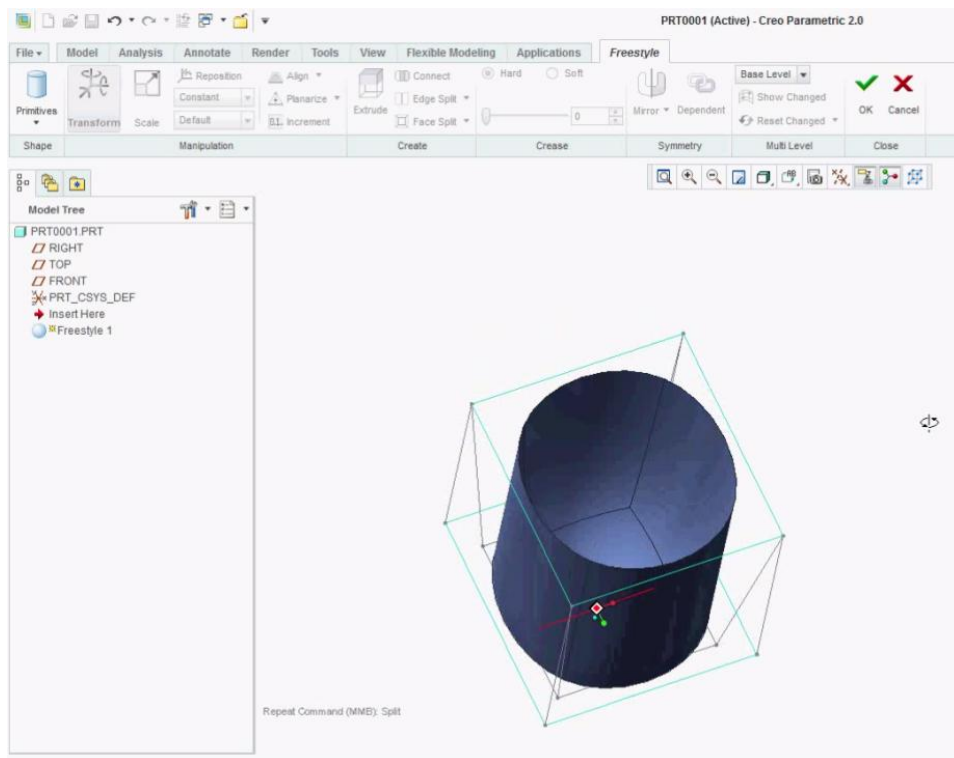 PRT0001 (Active) - Creo Parametric 2.0
File Model Analysis Annotate Render Tools View Flexible Modeling Applications Freestyle
Primitives
Transform
Scale
Reposition
Constant
Default
Align
Planarize
0.1. Increment
Extrude
Connect
Edge Split
Face Split
Hard
Soft
0
Mirror
Dependent
Base Level
Show Changed
Reset Changed
OK
Cancel
Shape Manipulation Create Crease Symmetry Multi Level Close
Model Tree
PRT0001.PRT
RIGHT
TOP
FRONT
PRT_CSYS_DEF
Insert Here
Freestyle 1
Repeat Command (MMB): Split